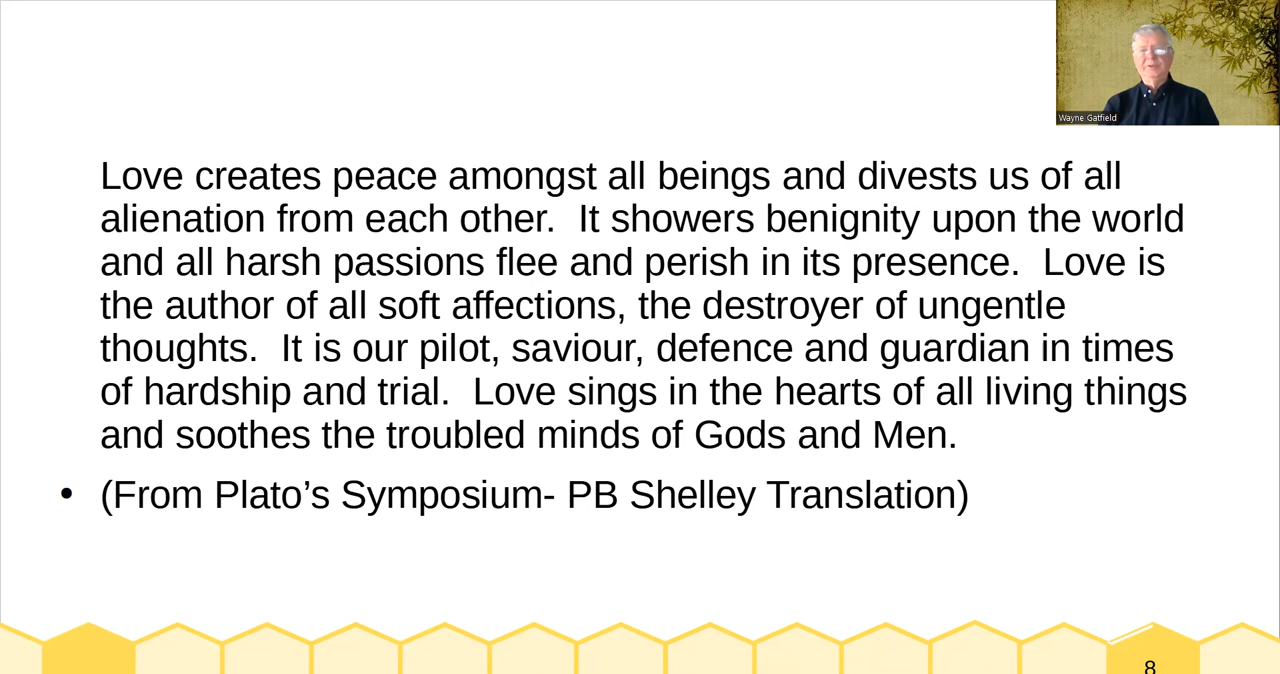 Wayne Gatfield
Love creates peace amongst all beings and divests us of all
alienation from each other.  It showers benignity upon the world
and all harsh passions flee and perish in its presence.  Love is
the author of all soft affections, the destroyer of ungentle
thoughts.  It is our pilot, saviour, defence and guardian in times
of hardship and trial.  Love sings in the hearts of all living things
and soothes the troubled minds of Gods and Men.
• (From Plato’s Symposium- PB Shelley Translation)
8